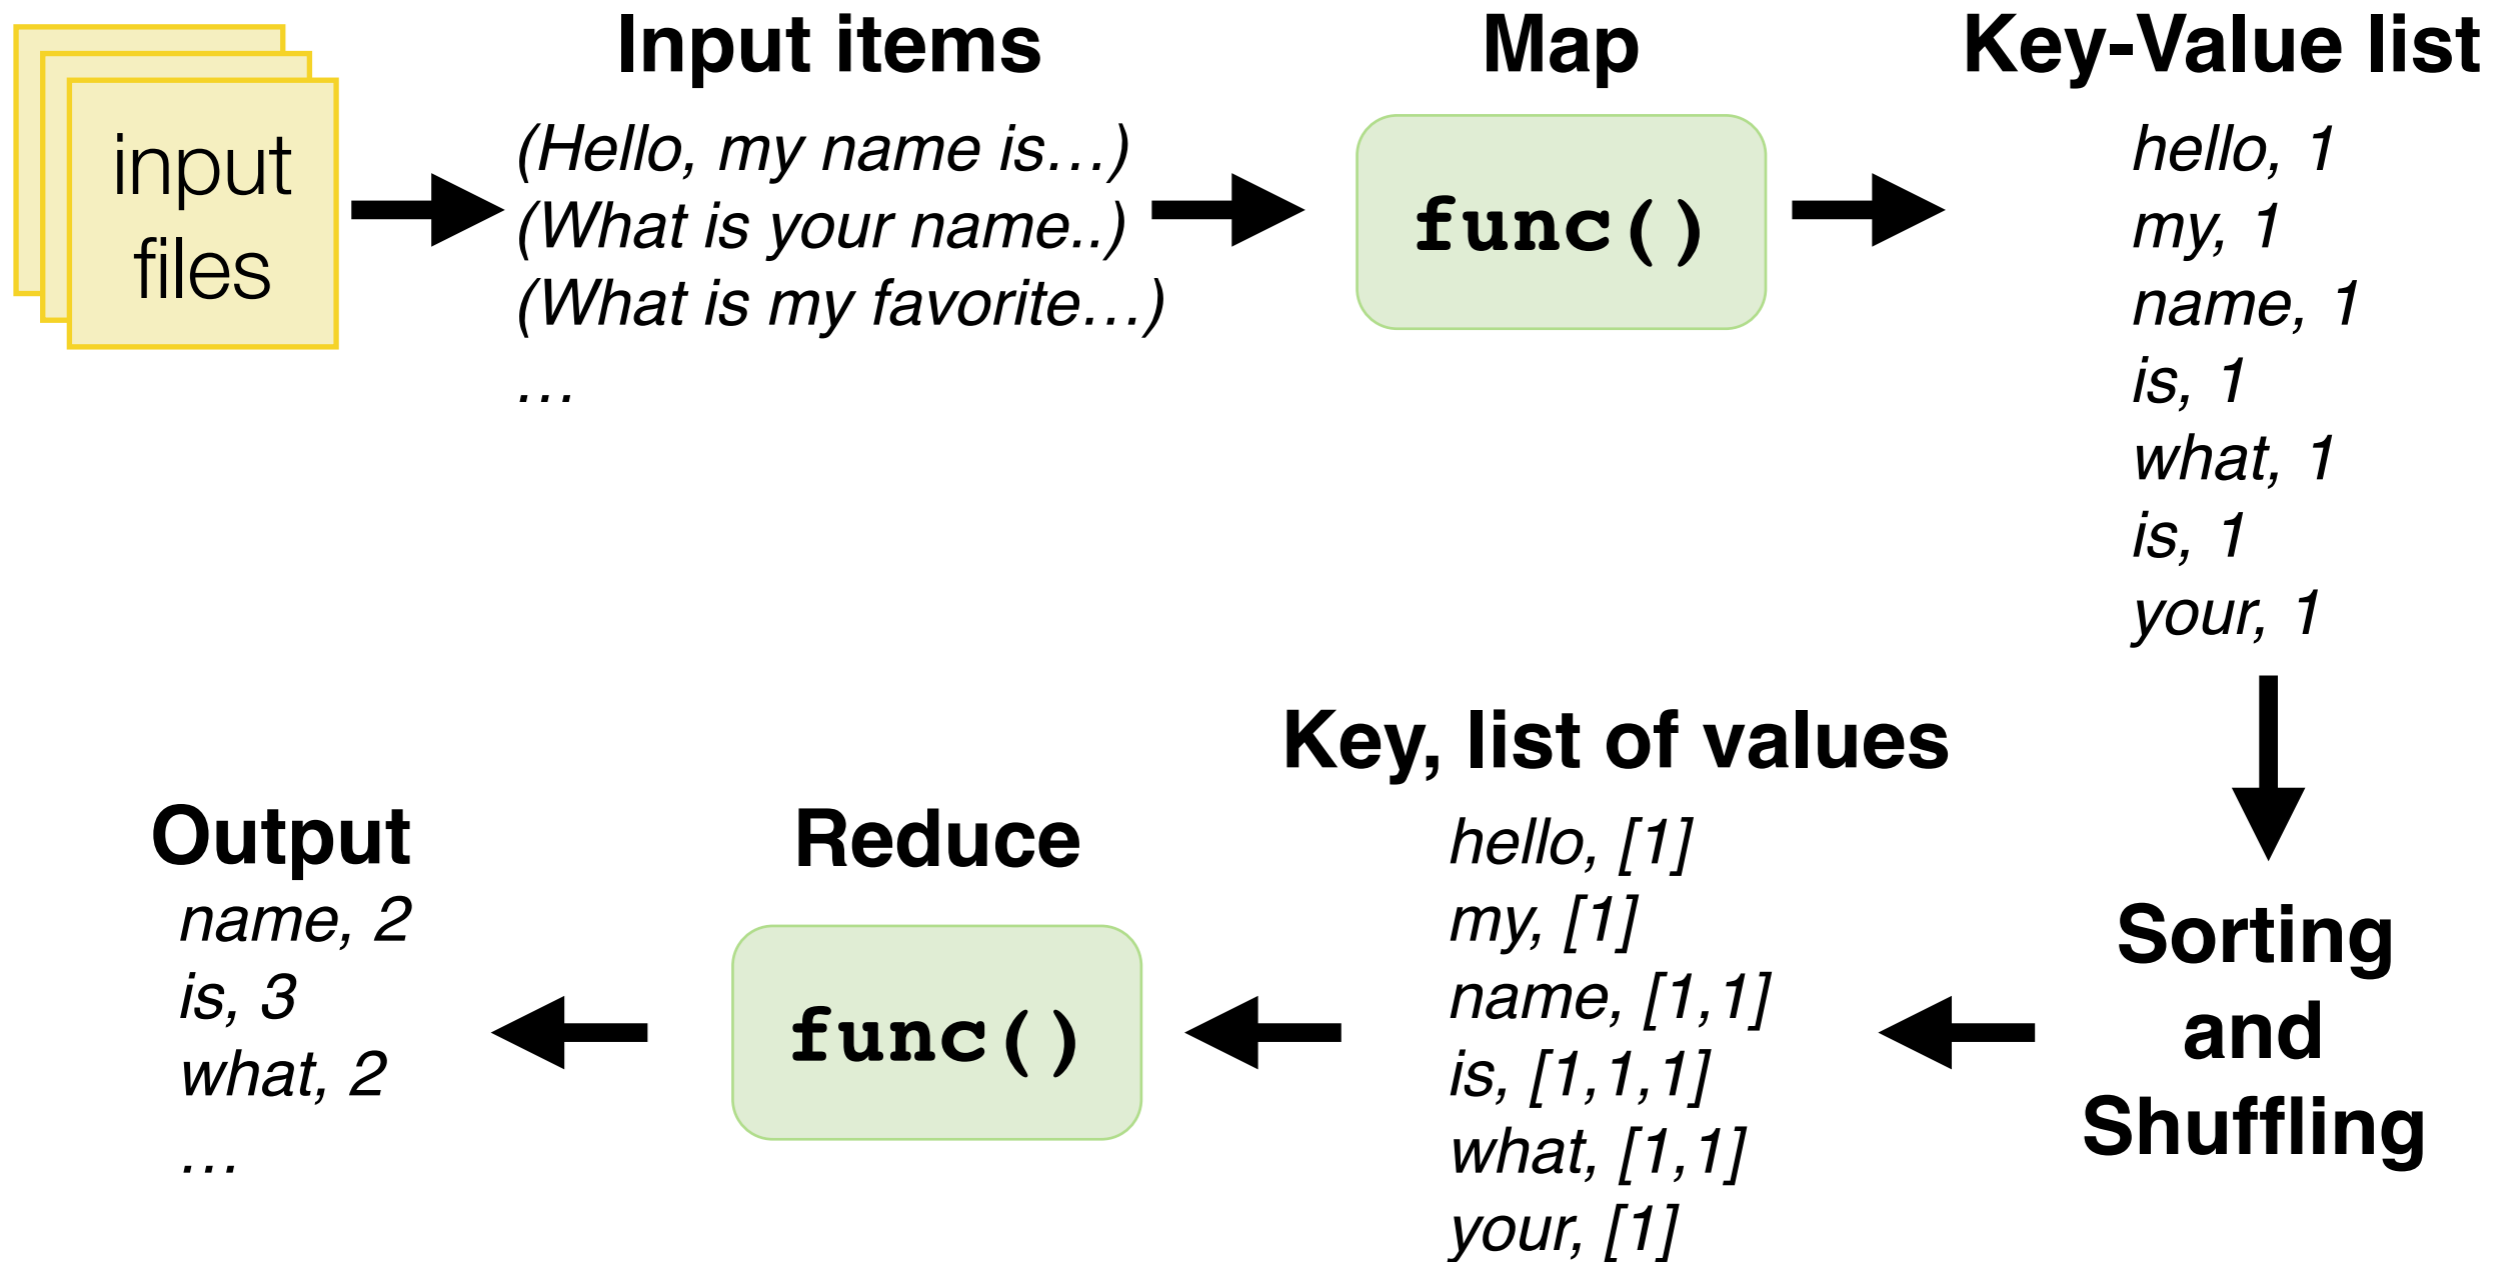 input
files
Input items
(Hello, my name is…)
(What is your name..)
(What is my favorite…)
…
Map
func()
Key-Value list
hello, 1
my, 1
name, 1
is, 1
what, 1
is, 1
your, 1
Sorting
and
Shuffling
Key, list of values
hello, [1]
my, [1]
name, [1,1]
is, [1,1,1]
what, [1,1]
your, [1]
Reduce
func()
Output
name, 2
is, 3
what, 2
…